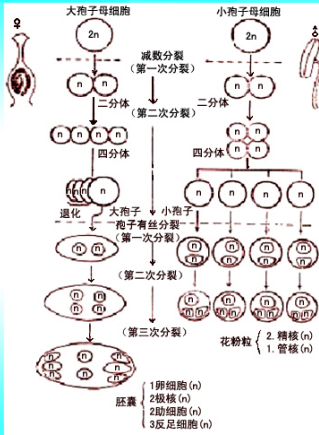 大孢子母细胞
小孢子母细胞
♀
♂
2n
2n
减数分裂
(第一次分裂)
n n
n n
二分体
二分体
(第二次分裂)
n n n n
n n
n n
四分体
四分体
n n n n
n n n n
退化
大孢子
小孢子
孢子有丝分裂
(第一次分裂)
n n
n n n n
n n n n
(第二次分裂)
n n
n n
n n n n
n n n n
(第三次分裂)
花粉粒
2. 精核(n)
1. 管核(n)
n n n
n n
n n n
胚囊
1卵细胞(n)
2极核(n)
2助细胞(n)
3反足细胞(n)